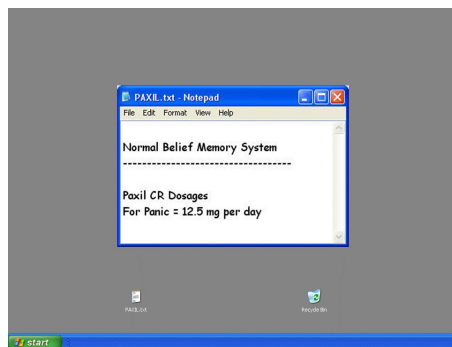 PAXIL.txt - Notepad
File Edit Format View Help
Normal Belief Memory System
----------------------------------
Paxil CR Dosages
For Panic = 12.5 mg per day
PAXIL.txt
Recycle Bin
start